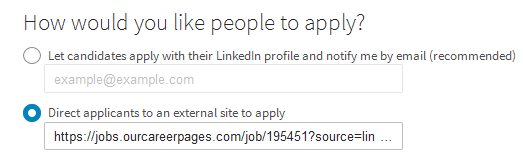 How would you like people to apply?
Let candidates apply with their LinkedIn profile and notify me by email (recommended)
example@example.com
Direct applicants to an external site to apply
https://jobs.ourcareerpages.com/job/195451?source=lin ...